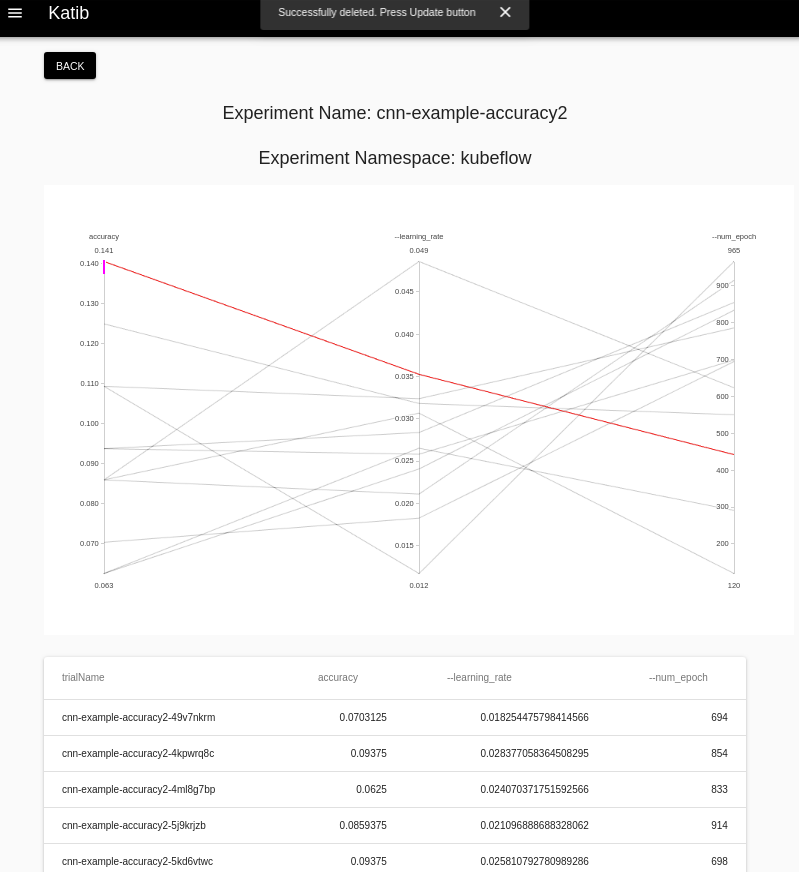 Katib
Successfully deleted. Press Update button
BACK
Experiment Name: cnn-example-accuracy2
Experiment Namespace: kubeflow
accuracy --learning_rate --num_epoch
0.141 0.049 965
0.140
0.130
0.120
0.110
0.100
0.090
0.080
0.070
0.063
0.045
0.040
0.035
0.030
0.025
0.020
0.015
0.012
900
800
700
600
500
400
300
200
120
trialName accuracy --learning_rate --num_epoch
cnn-example-accuracy2-49v7nkrm 0.0703125 0.018254475798414566 694
cnn-example-accuracy2-4kpwrq8c 0.09375 0.028377058364508295 854
cnn-example-accuracy2-4ml8g7bp 0.0625 0.024070371751592566 833
cnn-example-accuracy2-5j9krjzb 0.0859375 0.021096888688328062 914
cnn-example-accuracy2-5kd6vtwc 0.09375 0.025810792780989286 698